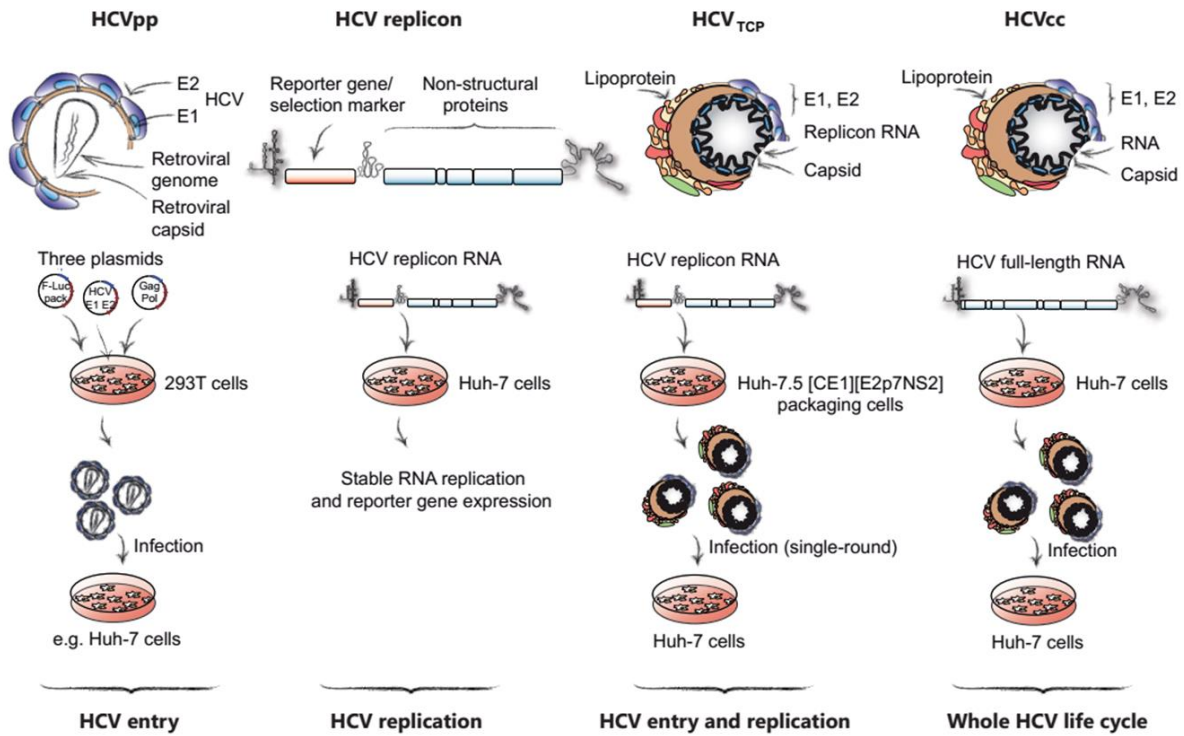 HCVpp
E2
HCV
E1
Retroviral
genome
Retroviral
capsid
Three plasmids
F-Luc
pack
HCV
E1 E2
Gag
Pol
293T cells
Infection
e.g. Huh-7 cells
HCV entry
HCV replicon
Reporter gene/
selection marker
Non-structural
proteins
HCV replicon RNA
Huh-7 cells
Stable RNA replication
and reporter gene expression
HCV replication
HCV TCP
Lipoprotein
E1, E2
Replicon RNA
Capsid
HCV replicon RNA
Huh-7.5 [CE1][E2p7NS2]
packaging cells
Infection (single-round)
Huh-7 cells
HCV entry and replication
HCVcc
Lipoprotein
E1, E2
RNA
Capsid
HCV full-length RNA
Huh-7 cells
Infection
Huh-7 cells
Whole HCV life cycle